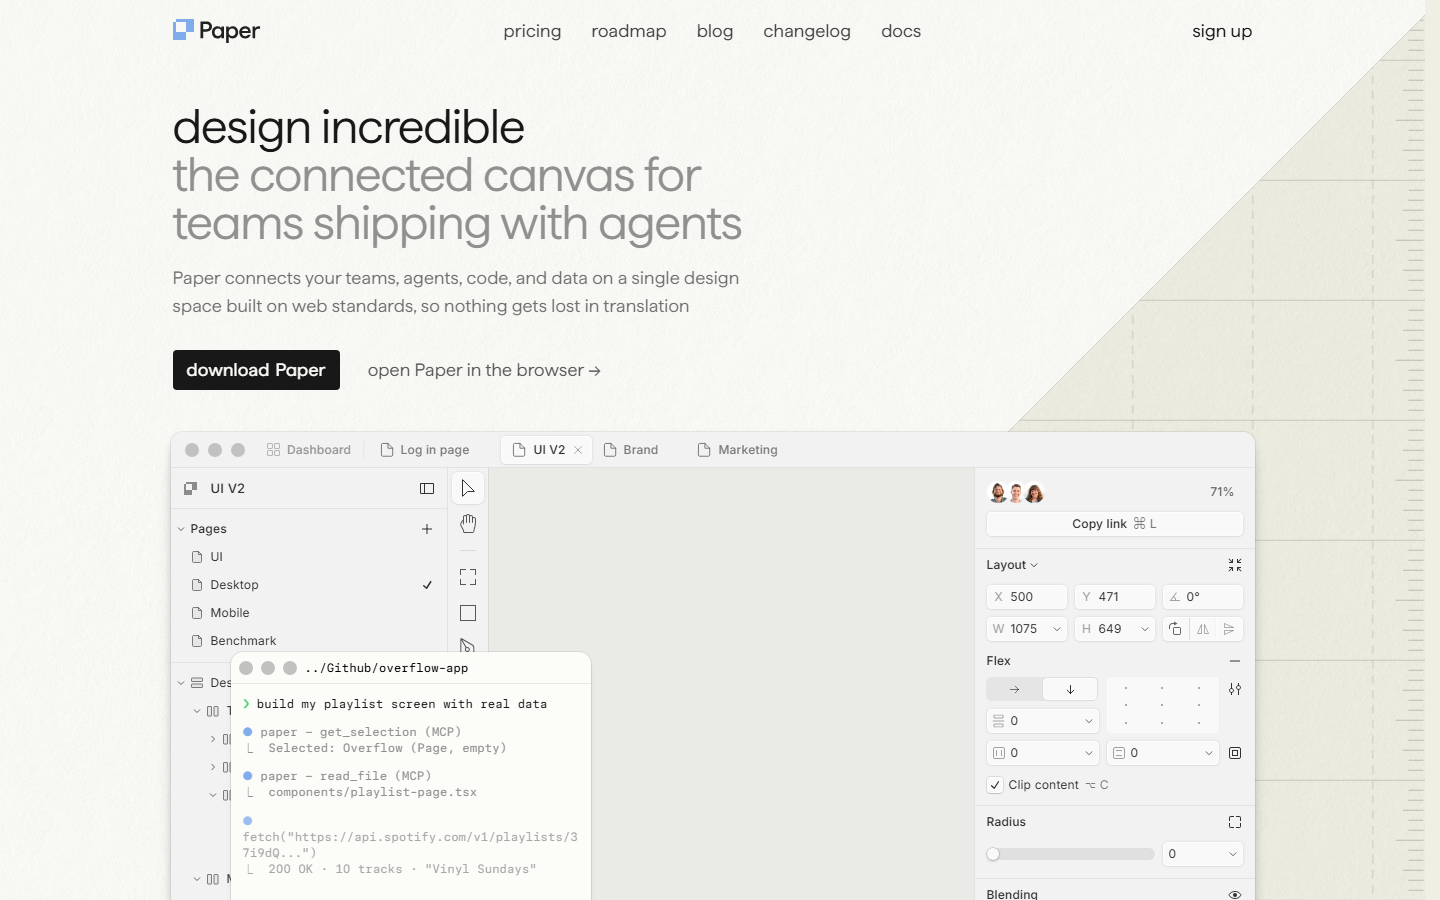 Paper
pricing
roadmap
blog
changelog
docs
sign up
design incredible
the connected canvas for
teams shipping with agents
Paper connects your teams, agents, code, and data on a single design
space built on web standards, so nothing gets lost in translation
download Paper
open Paper in the browser →
Dashboard
Log in page
UI V2
Brand
Marketing
UI V2
Pages
UI
Desktop
Mobile
Benchmark
Des
../Github/overflow-app
❯ build my playlist screen with real data
paper – get_selection (MCP)
Selected: Overflow (Page, empty)
paper – read_file (MCP)
components/playlist-page.tsx
fetch("https://api.spotify.com/v1/playlists/3
7i9dQ...")
200 OK · 10 tracks · "Vinyl Sundays"
71%
Copy link ⌘ L
Layout
X 500
Y 471
0°
W 1075
H 649
Flex
0
0
0
Clip content ⌥ C
Radius
0
Blending